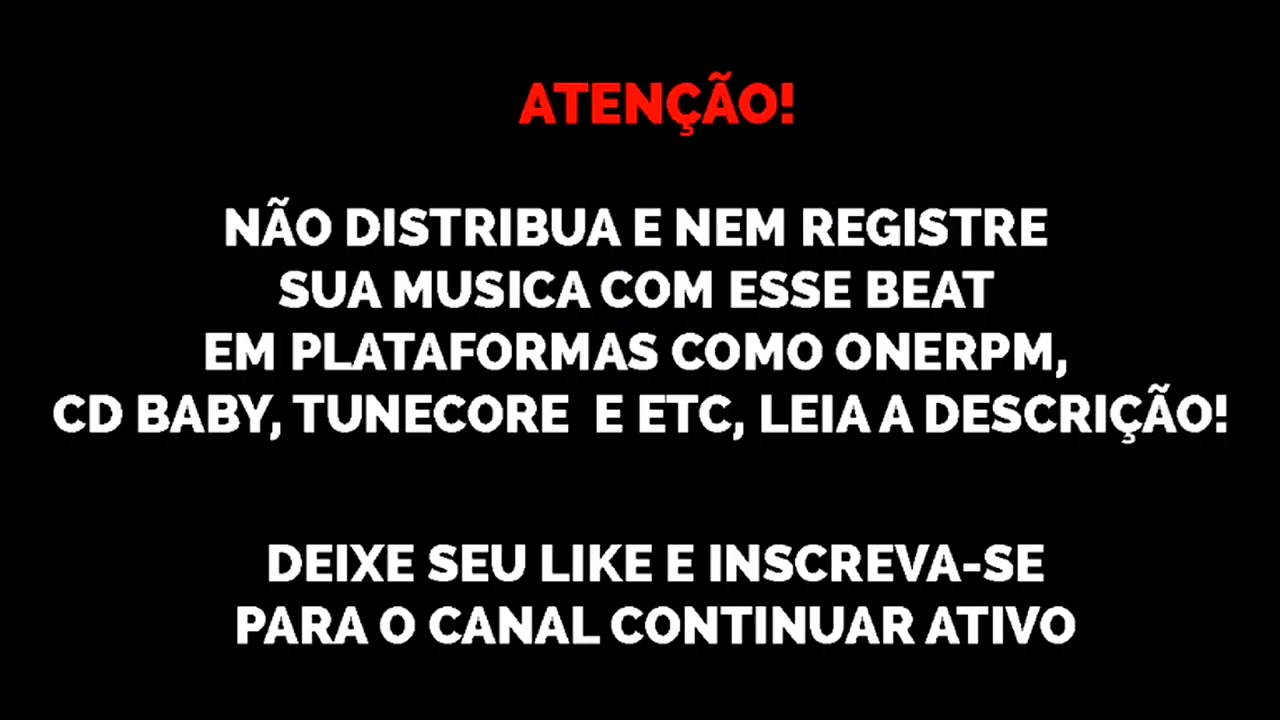 ATENÇÃO!
NÃO DISTRIBUA E NEM REGISTRE
SUA MUSICA COM ESSE BEAT
EM PLATAFORMAS COMO ONERPM,
CD BABY, TUNECORE E ETC, LEIA A DESCRIÇÃO!
DEIXE SEU LIKE E INSCREVA-SE
PARA O CANAL CONTINUAR ATIVO